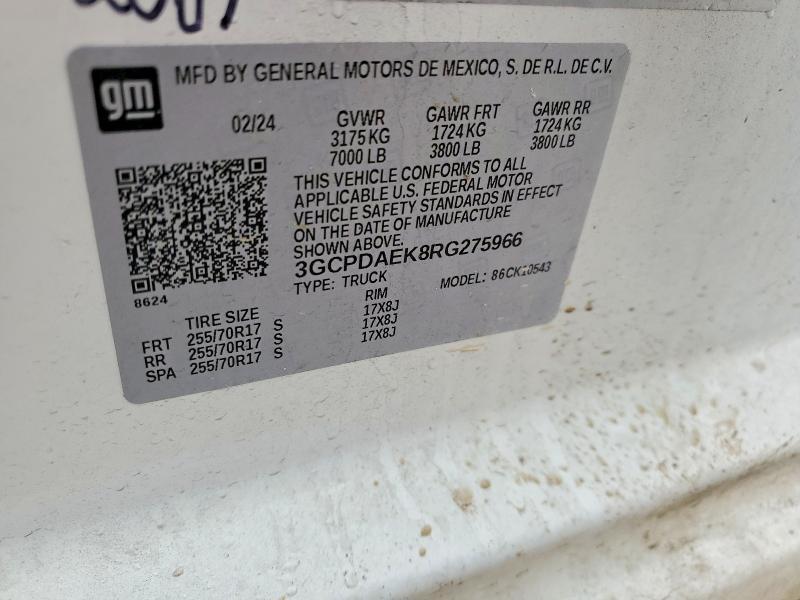 gm
MFD BY GENERAL MOTORS DE MEXICO, S. DE R.L. DE C.V.
02/24 GVWR GAWR FRT GAWR RR
3175 KG 1724 KG 1724 KG
7000 LB 3800 LB 3800 LB
THIS VEHICLE CONFORMS TO ALL
APPLICABLE U.S. FEDERAL MOTOR
VEHICLE SAFETY STANDARDS IN EFFECT
ON THE DATE OF MANUFACTURE
SHOWN ABOVE.
3GCPDAEK8RG275966
TYPE: TRUCK MODEL: 86CK10543
8624
TIRE SIZE RIM
FRT 255/70R17 S 17X8J
RR 255/70R17 S 17X8J
SPA 255/70R17 S 17X8J